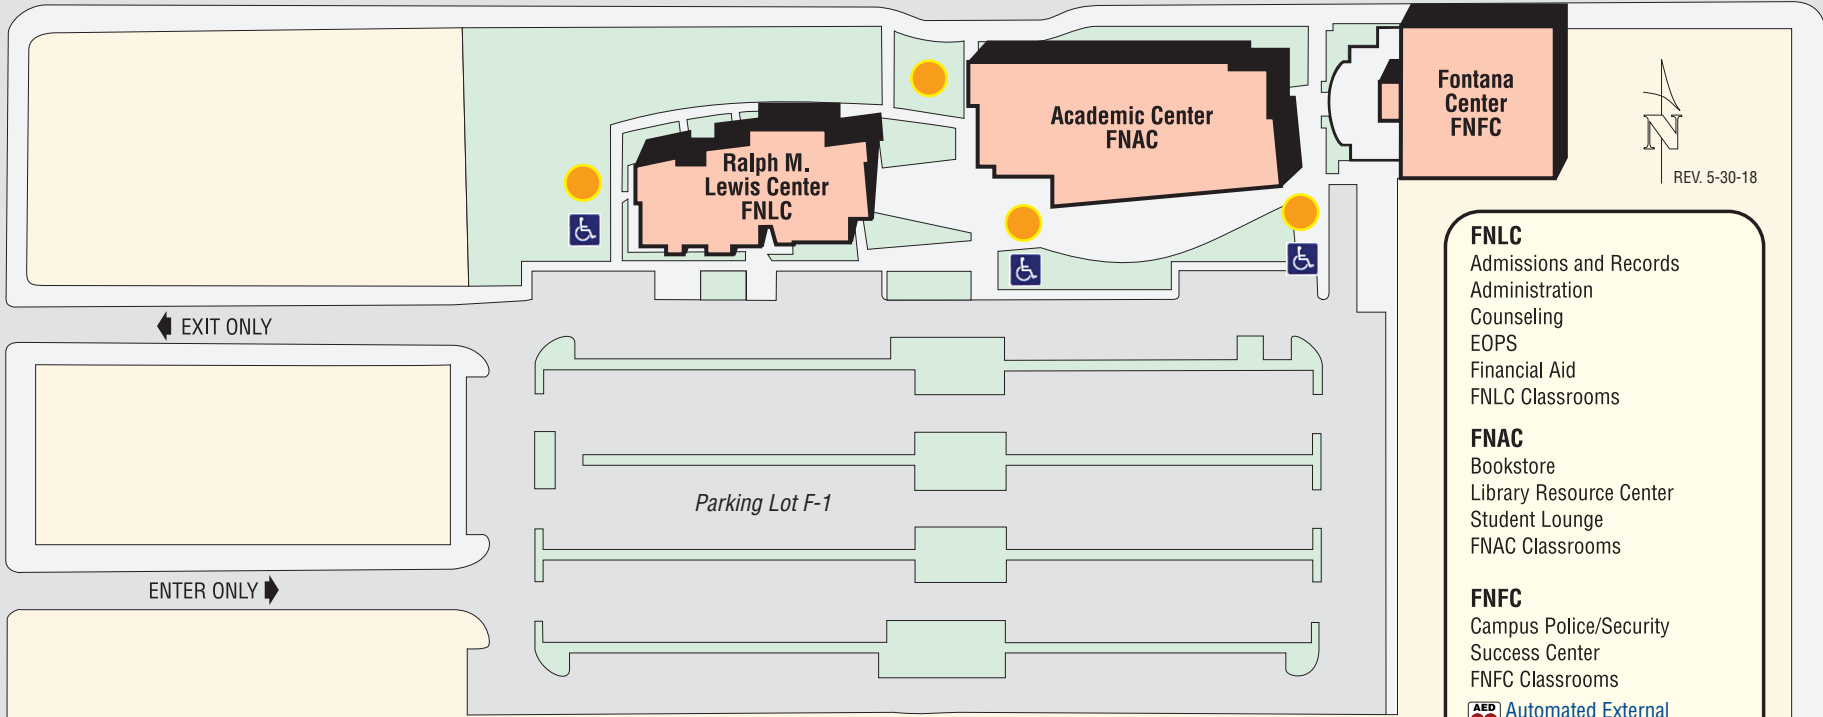 Ralph M.
Lewis Center
FNLC
Academic Center
FNAC
Fontana
Center
FNFC
N
REV. 5-30-18
EXIT ONLY
Parking Lot F-1
ENTER ONLY
FNLC
Admissions and Records
Administration
Counseling
EOPS
Financial Aid
FNLC Classrooms
FNAC
Bookstore
Library Resource Center
Student Lounge
FNAC Classrooms
FNFC
Campus Police/Security
Success Center
FNFC Classrooms
AED Automated External